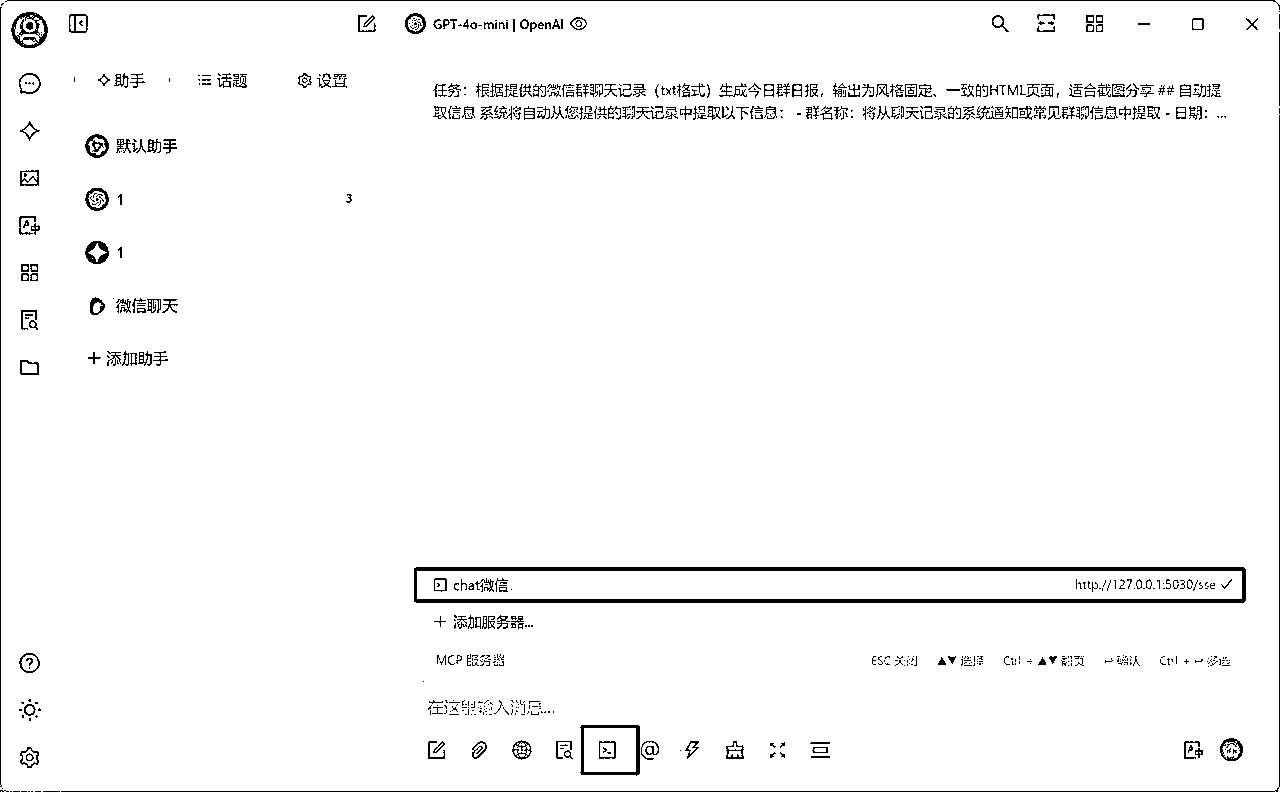 GPT-4o-mini | OpenAI
助手
话题
设置
任务：根据提供的微信群聊天记录（txt格式）生成今日群日报，输出为风格固定、一致的HTML页面，适合截图分享 ## 自动提
取信息 系统将自动从您提供的聊天记录中提取以下信息： - 群名称：将从聊天记录的系统通知或常见群聊信息中提取 - 日期：...
默认助手
1
3
1
微信聊天
添加助手
chat微信
http://127.0.0.1:5030/sse
添加服务器...
MCP 服务器
ESC 关闭
▲▼ 选择
Ctrl + ▲▼ 翻页
↩ 确认
Ctrl + ↩ 多选
在这里输入消息...